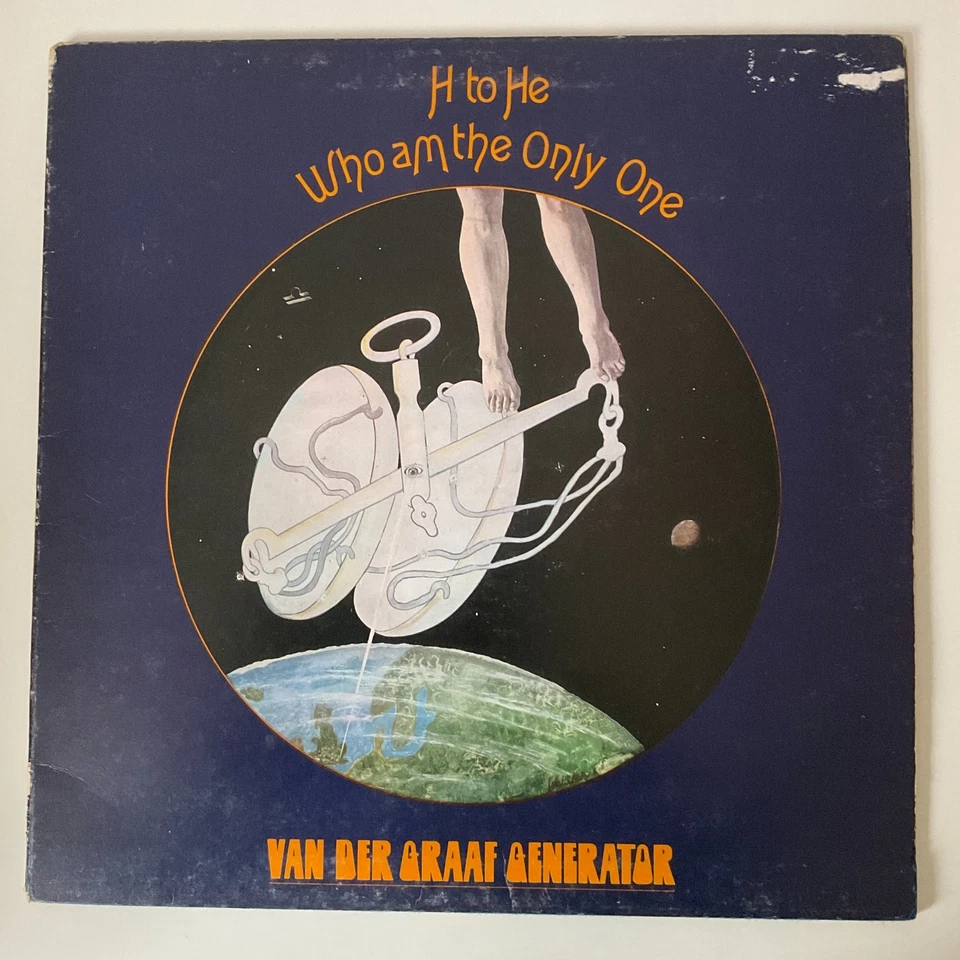 H to He
Who am the Only One
VAN DER GRAAF GENERATOR